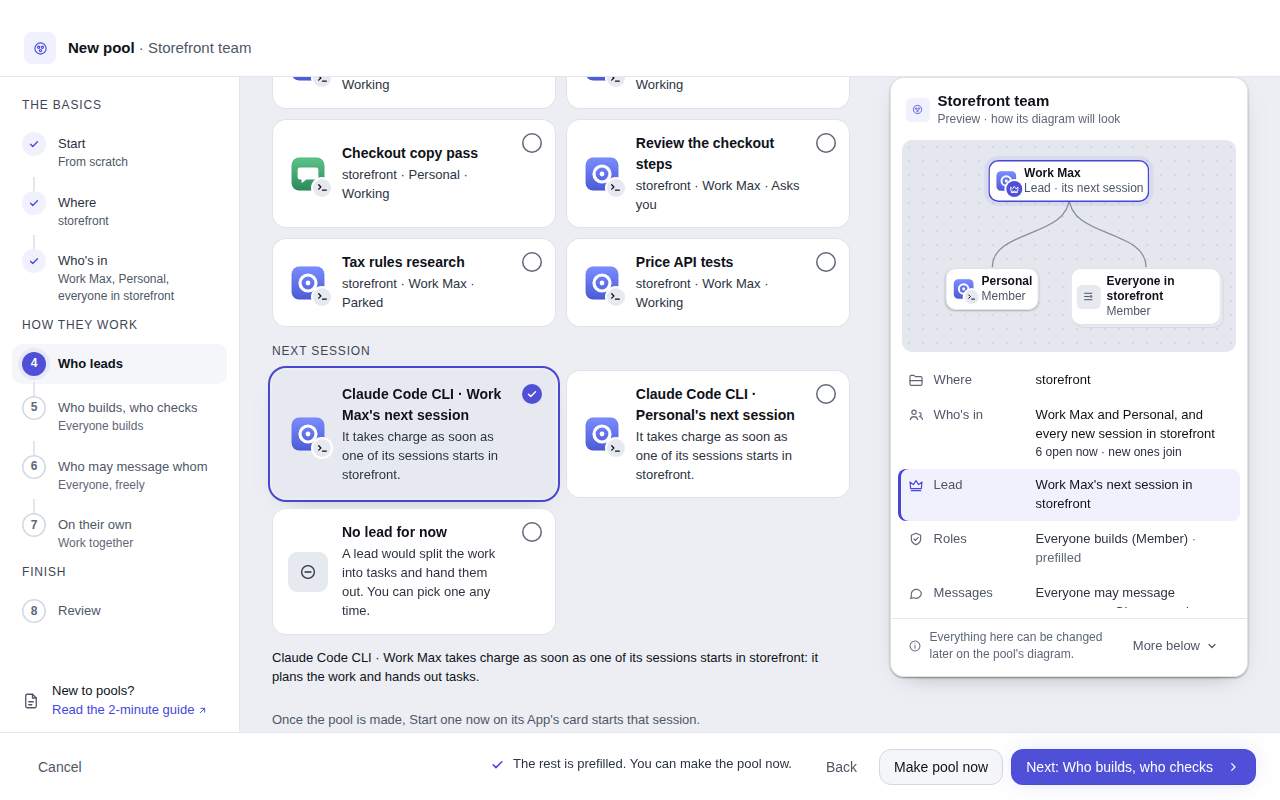 New pool · Storefront team
THE BASICS
Start
From scratch
Where
storefront
Who's in
Work Max, Personal,
everyone in storefront
HOW THEY WORK
4
Who leads
5
Who builds, who checks
Everyone builds
6
Who may message whom
Everyone, freely
7
On their own
Work together
FINISH
8
Review
New to pools?
Read the 2-minute guide
Working
Working
Checkout copy pass
storefront · Personal ·
Working
Review the checkout
steps
storefront · Work Max · Asks
you
Tax rules research
storefront · Work Max ·
Parked
Price API tests
storefront · Work Max ·
Working
NEXT SESSION
Claude Code CLI · Work
Max's next session
It takes charge as soon as
one of its sessions starts in
storefront.
Claude Code CLI ·
Personal's next session
It takes charge as soon as
one of its sessions starts in
storefront.
No lead for now
A lead would split the work
into tasks and hand them
out. You can pick one any
time.
Claude Code CLI · Work Max takes charge as soon as one of its sessions starts in storefront: it
plans the work and hands out tasks.
Once the pool is made, Start one now on its App's card starts that session.
Storefront team
Preview · how its diagram will look
Work Max
Lead · its next session
Personal
Member
Everyone in
storefront
Member
Where
storefront
Who's in
Work Max and Personal, and
every new session in storefront
6 open now · new ones join
Lead
Work Max's next session in
storefront
Roles
Everyone builds (Member) ·
prefilled
Messages
Everyone may message
Everything here can be changed
later on the pool's diagram.
More below
Cancel
The rest is prefilled. You can make the pool now.
Back
Make pool now
Next: Who builds, who checks